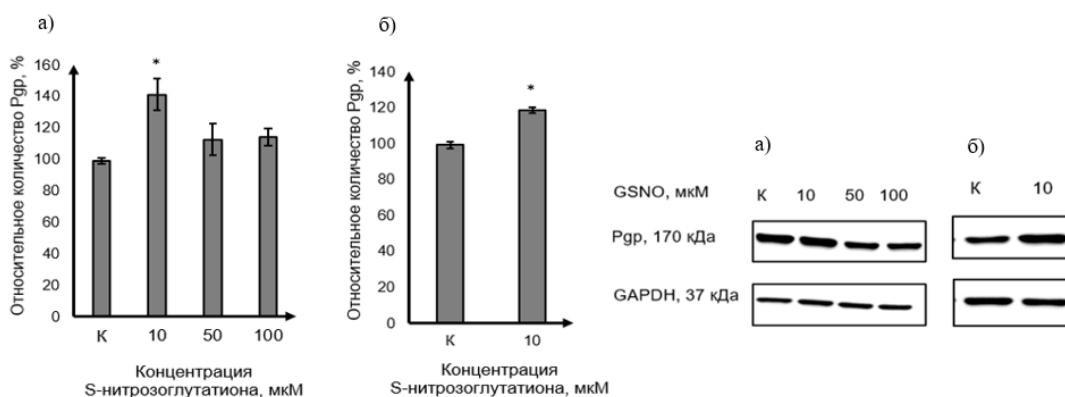 а)
Относительное количество Pgp, %
160
*
140
120
100
80
60
40
20
0
К 10 50 100
Концентрация
S-нитрозоглутатиона, мкМ
б)
Относительное количество Pgp, %
140
*
120
100
80
60
40
20
0
К 10
Концентрация
S-нитрозоглутатиона, мкМ
а)
б)
GSNO, мкМ К 10 50 100
К 10
Pgp, 170 кДа
GAPDH, 37 кДа